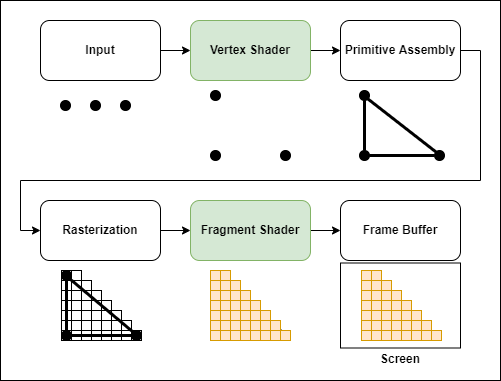 Input
Vertex Shader
Primitive Assembly
Rasterization
Fragment Shader
Frame Buffer
Screen